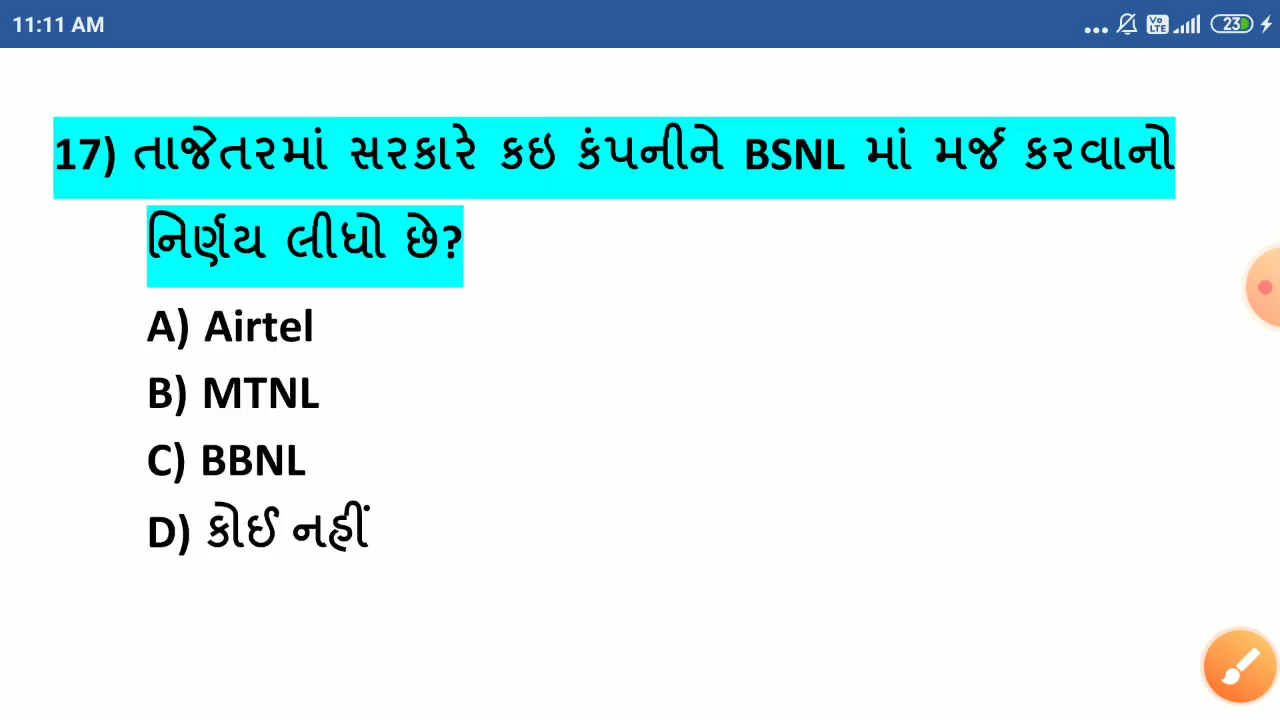 11:11 AM
23
17) તાજેતરમાં સરકારે કઇ કંપનીને BSNL માં મર્જ કરવાનો
નિર્ણય લીધો છે?
A) Airtel
B) MTNL
C) BBNL
D) કોઈ નહીં